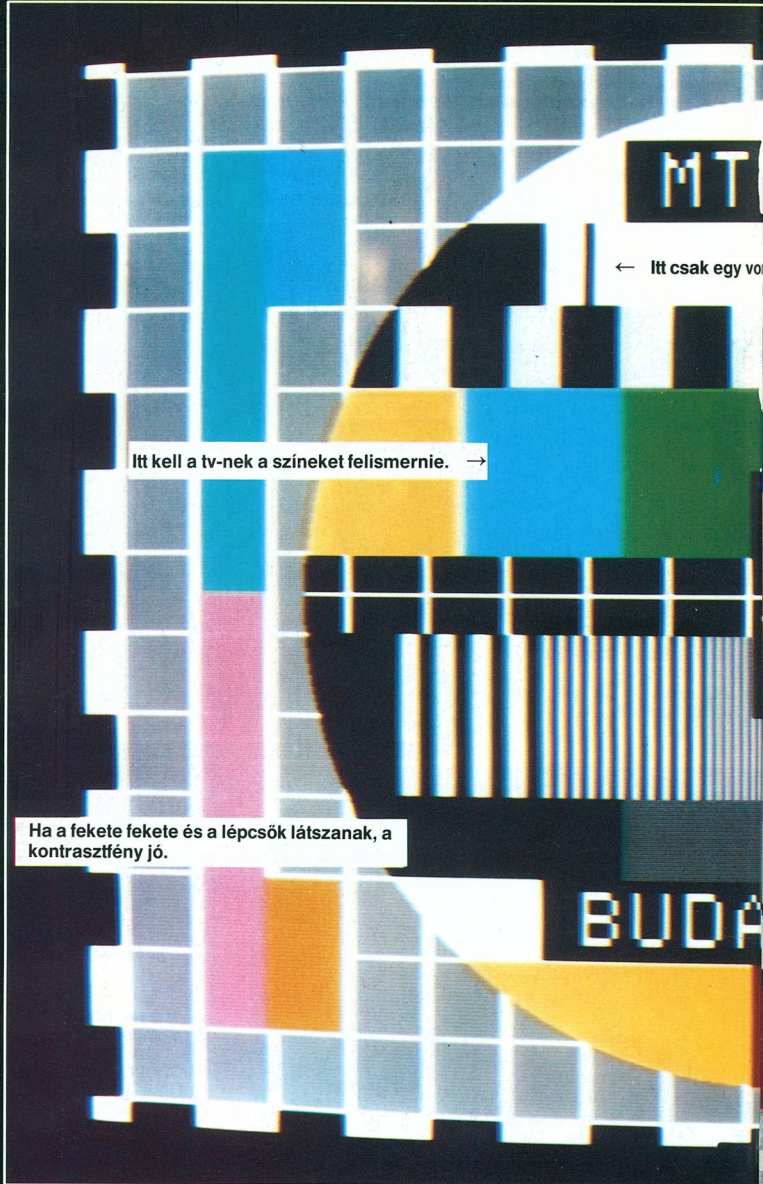 MT
← Itt csak egy
Itt kell a tv-nek a színeket felismernie. →
Ha a fekete fekete és a lépcsők látszanak, a
kontrasztfény jó.
BUDA